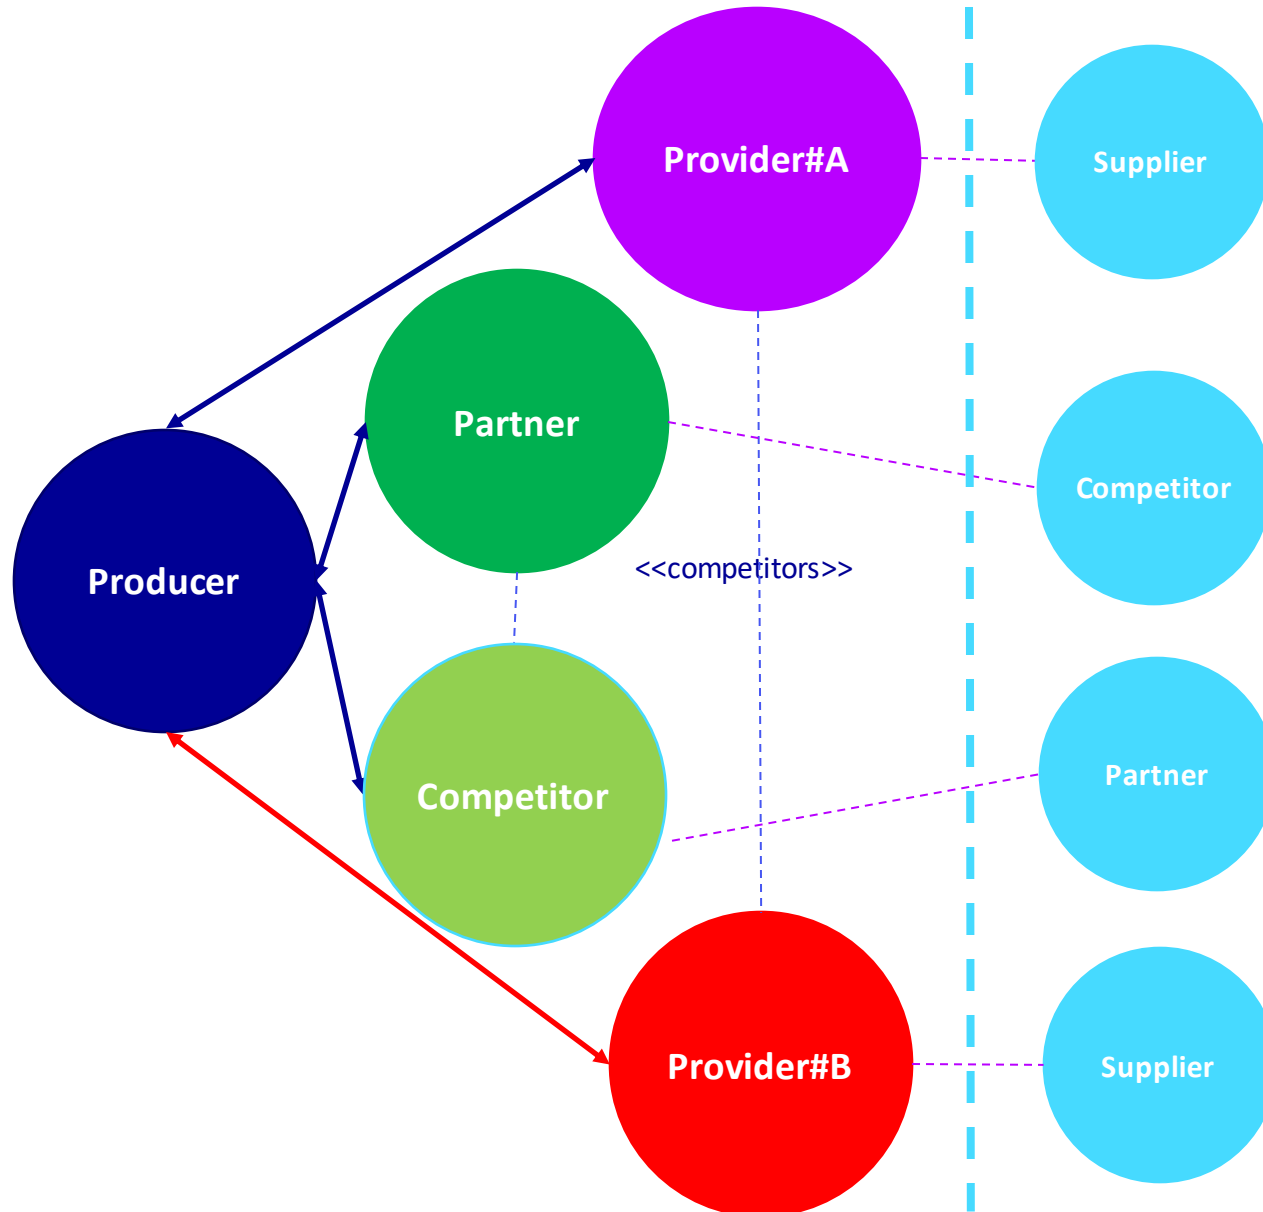 Provider#A
Supplier
Partner
Competitor
Producer
<<competitors>>
Competitor
Partner
Provider#B
Supplier